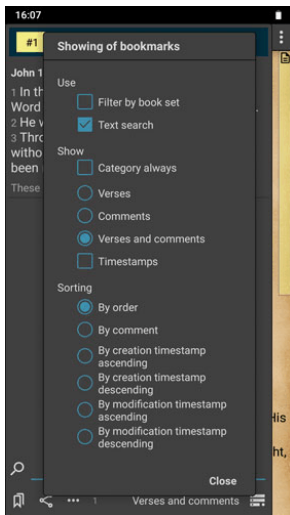 16:07
#1
Showing of bookmarks
John 1
1 In th
Word
2 He w
3 Thro
witho
been
These
Use
Filter by book set
Text search
Show
Category always
Verses
Comments
Verses and comments
Timestamps
Sorting
By order
By comment
By creation timestamp
ascending
By creation timestamp
descending
By modification timestamp
ascending
By modification timestamp
descending
Close
His
ht,
1 Verses and comments